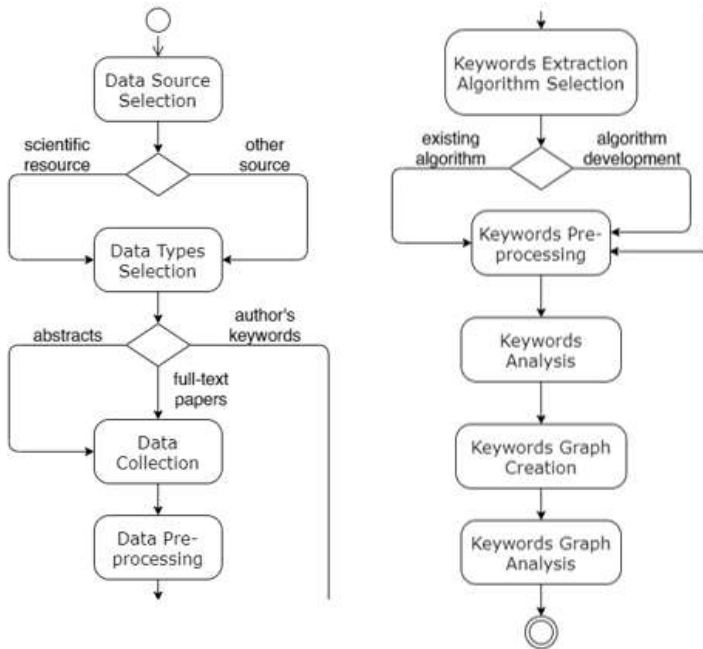 Data Source
Selection
scientific
resource
other
source
Data Types
Selection
abstracts
author's
keywords
full-text
papers
Data
Collection
Data Pre-
processing
Keywords Extraction
Algorithm Selection
existing
algorithm
algorithm
development
Keywords Pre-
processing
Keywords
Analysis
Keywords Graph
Creation
Keywords Graph
Analysis